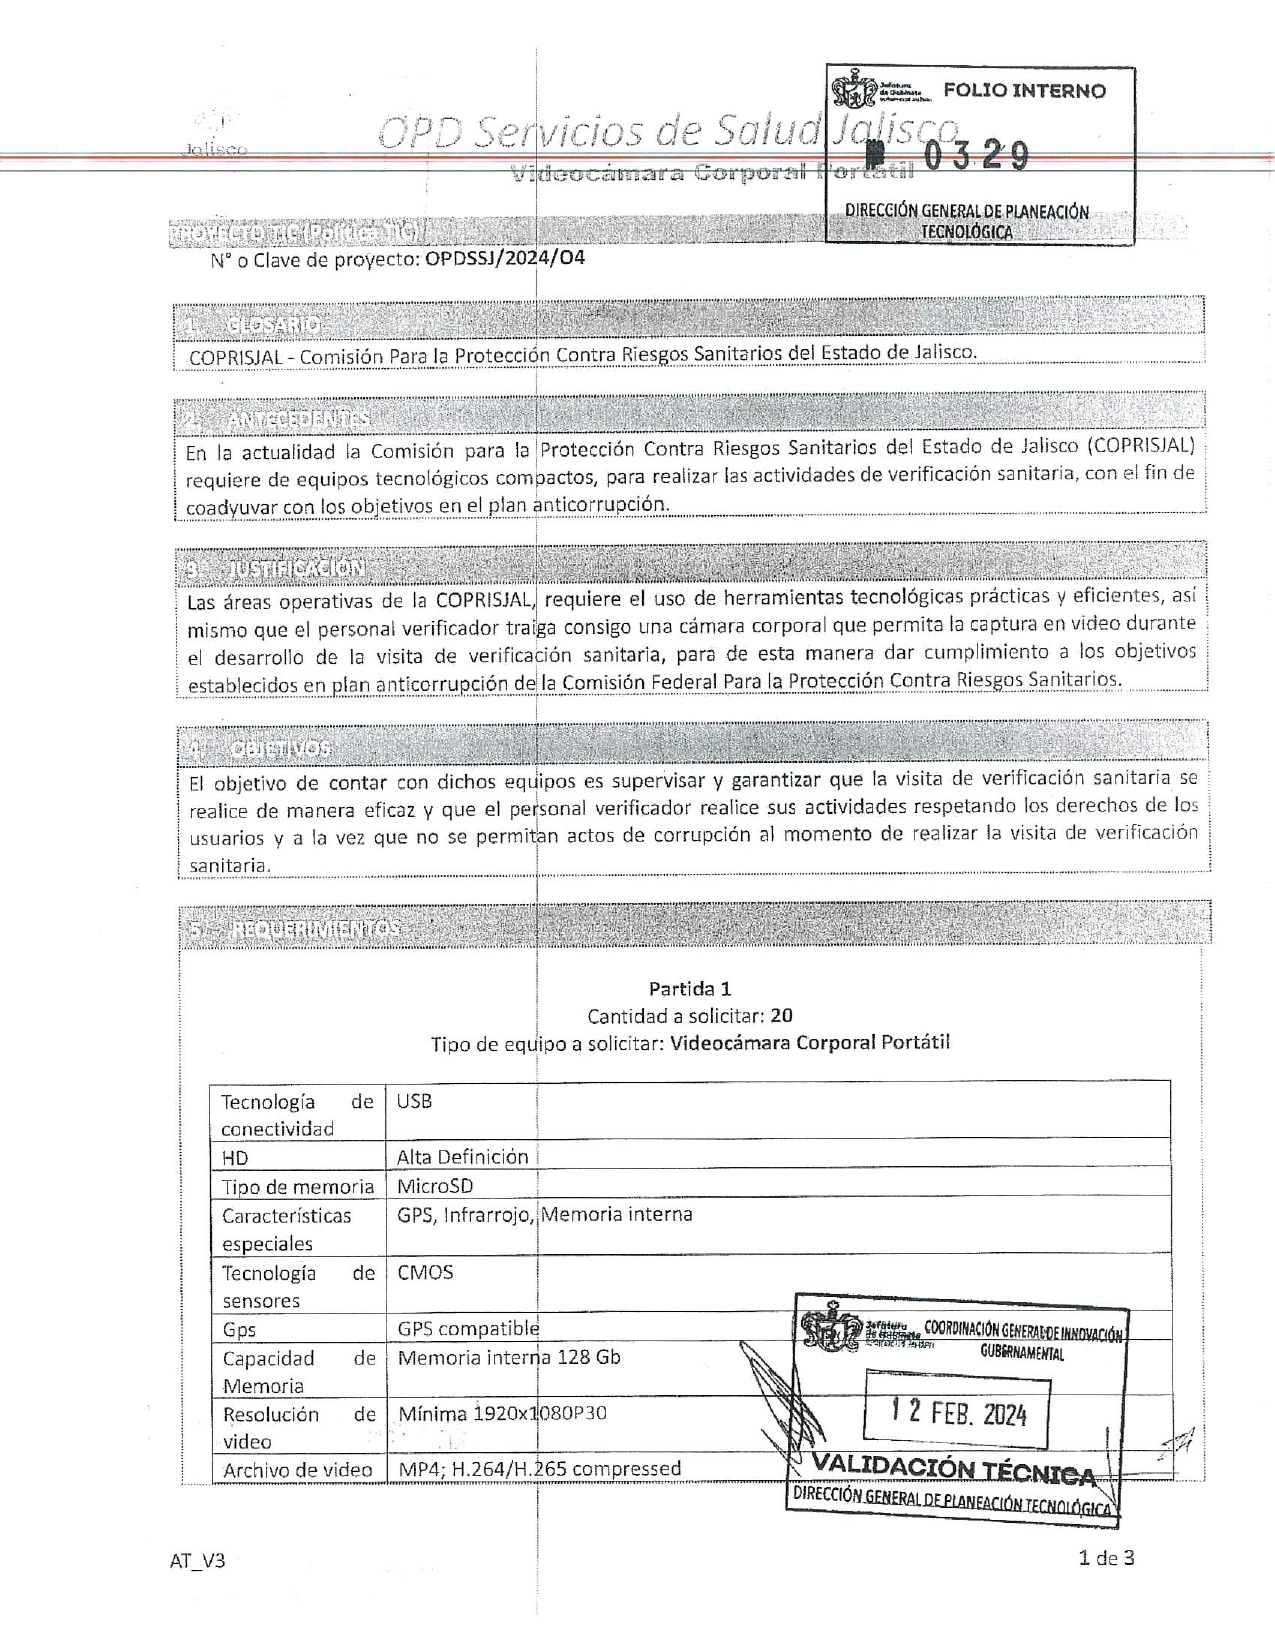 Jefatura
de Gabinete
FOLIO INTERNO
Jalisco
OPD Servicios de Salud Jalisco
0329
Videocámara Corporal Portátil
DIRECCIÓN GENERAL DE PLANEACIÓN
TECNOLÓGICA
PROYECTO TIC (Política TIC)
N° o Clave de proyecto: OPDSSJ/2024/04
1. GLOSARIO
COPRISJAL - Comisión Para la Protección Contra Riesgos Sanitarios del Estado de Jalisco.
2. ANTECEDENTES
En la actualidad la Comisión para la Protección Contra Riesgos Sanitarios del Estado de Jalisco (COPRISJAL)
requiere de equipos tecnológicos compactos, para realizar las actividades de verificación sanitaria, con el fin de
coadyuvar con los objetivos en el plan anticorrupción.
3. JUSTIFICACIÓN
Las áreas operativas de la COPRISJAL, requiere el uso de herramientas tecnológicas prácticas y eficientes, así
mismo que el personal verificador traiga consigo una cámara corporal que permita la captura en video durante
el desarrollo de la visita de verificación sanitaria, para de esta manera dar cumplimiento a los objetivos
establecidos en plan anticorrupción de la Comisión Federal Para la Protección Contra Riesgos Sanitarios.
4. OBJETIVOS
El objetivo de contar con dichos equipos es supervisar y garantizar que la visita de verificación sanitaria se
realice de manera eficaz y que el personal verificador realice sus actividades respetando los derechos de los
usuarios y a la vez que no se permitan actos de corrupción al momento de realizar la visita de verificación
sanitaria.
5. REQUERIMIENTOS
Partida 1
Cantidad a solicitar: 20
Tipo de equipo a solicitar: Videocámara Corporal Portátil
Tecnología de USB
conectividad
HD Alta Definición
Tipo de memoria MicroSD
Características GPS, Infrarrojo, Memoria interna
especiales
Tecnología de CMOS
sensores
Gps GPS compatible
Capacidad de Memoria interna 128 Gb
Memoria
Resolución de Mínima 1920x1080P30
video
Archivo de video MP4; H.264/H.265 compressed
Jefatura
de Gabinete
COORDINACIÓN GENERAL DE INNOVACIÓN
GUBERNAMENTAL
12 FEB. 2024
VALIDACIÓN TÉCNICA
DIRECCIÓN GENERAL DE PLANEACIÓN TECNOLÓGICA
AT_V3
1 de 3